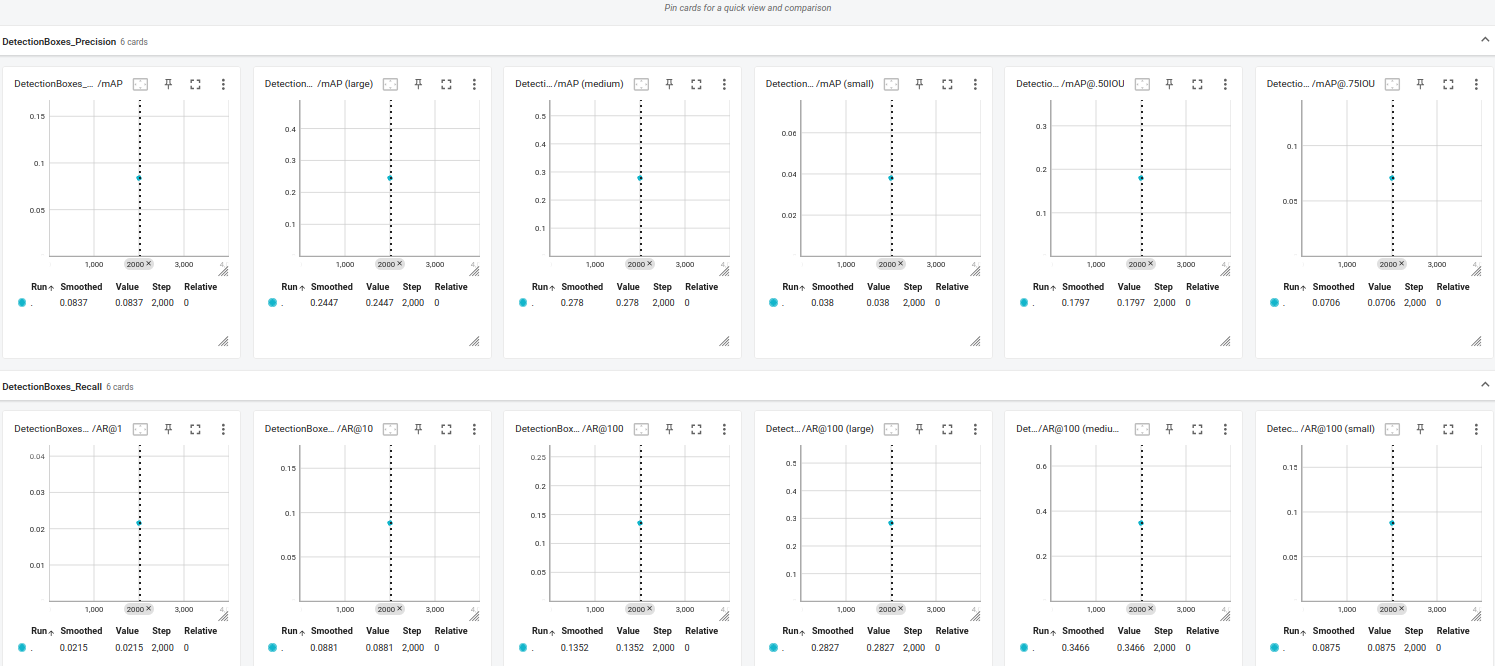 Pin cards for a quick view and comparison
DetectionBoxes_Precision 6 cards
DetectionBoxes_... /mAP
0.15
0.1
0.05
1,000 2000 × 3,000 4..
Run↑ Smoothed Value Step Relative
. 0.0837 0.0837 2,000 0
Detection... /mAP (large)
0.4
0.3
0.2
0.1
1,000 2000 × 3,000 4..
Run↑ Smoothed Value Step Relative
. 0.2447 0.2447 2,000 0
Detecti... /mAP (medium)
0.5
0.4
0.3
0.2
0.1
1,000 2000 × 3,000 4..
Run↑ Smoothed Value Step Relative
. 0.278 0.278 2,000 0
Detection... /mAP (small)
0.06
0.04
0.02
1,000 2000 × 3,000 4..
Run↑ Smoothed Value Step Relative
. 0.038 0.038 2,000 0
Detectio... /mAP@.50IOU
0.3
0.2
0.1
1,000 2000 × 3,000 4..
Run↑ Smoothed Value Step Relative
. 0.1797 0.1797 2,000 0
Detectio... /mAP@.75IOU
0.1
0.05
1,000 2000 × 3,000 4..
Run↑ Smoothed Value Step Relative
. 0.0706 0.0706 2,000 0
DetectionBoxes_Recall 6 cards
DetectionBoxes... /AR@1
0.04
0.03
0.02
0.01
1,000 2000 × 3,000 4..
Run↑ Smoothed Value Step Relative
. 0.0215 0.0215 2,000 0
DetectionBoxe... /AR@10
0.15
0.1
0.05
1,000 2000 × 3,000 4..
Run↑ Smoothed Value Step Relative
. 0.0881 0.0881 2,000 0
DetectionBox... /AR@100
0.25
0.2
0.15
0.1
0.05
1,000 2000 × 3,000 4..
Run↑ Smoothed Value Step Relative
. 0.1352 0.1352 2,000 0
Detect... /AR@100 (large)
0.5
0.4
0.3
0.2
0.1
1,000 2000 × 3,000 4..
Run↑ Smoothed Value Step Relative
. 0.2827 0.2827 2,000 0
Det.../AR@100 (mediu...
0.6
0.4
0.2
1,000 2000 × 3,000 4..
Run↑ Smoothed Value Step Relative
. 0.3466 0.3466 2,000 0
Detec... /AR@100 (small)
0.15
0.1
0.05
1,000 2000 × 3,000 4..
Run↑ Smoothed Value Step Relative
. 0.0875 0.0875 2,000 0